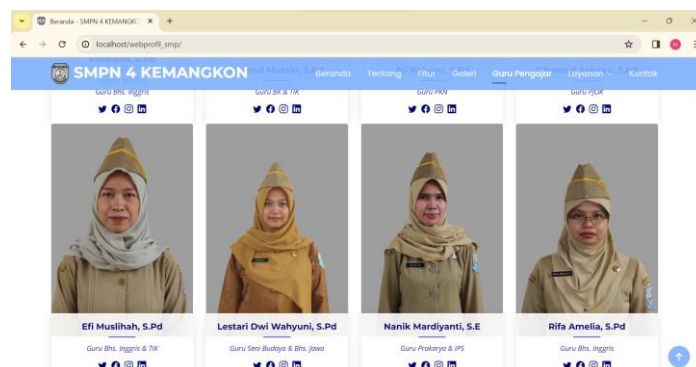 Beranda - SMPN 4 KEMANGKO
localhost/webprofil_smp/
SMPN 4 KEMANGKON
Beranda Tentang Fitur Galeri Guru Pengajar Layanan Kontak
Guru Bhs. Inggris Guru BK & TIK Guru PKN Guru PJOK
Efi Muslihah, S.Pd Lestari Dwi Wahyuni, S.Pd Nanik Mardiyanti, S.E Rifa Amelia, S.Pd
Guru Bhs. Inggris & TIK Guru Seni Budaya & Bhs. Jawa Guru Prakarya & IPS Guru Bhs. Inggris